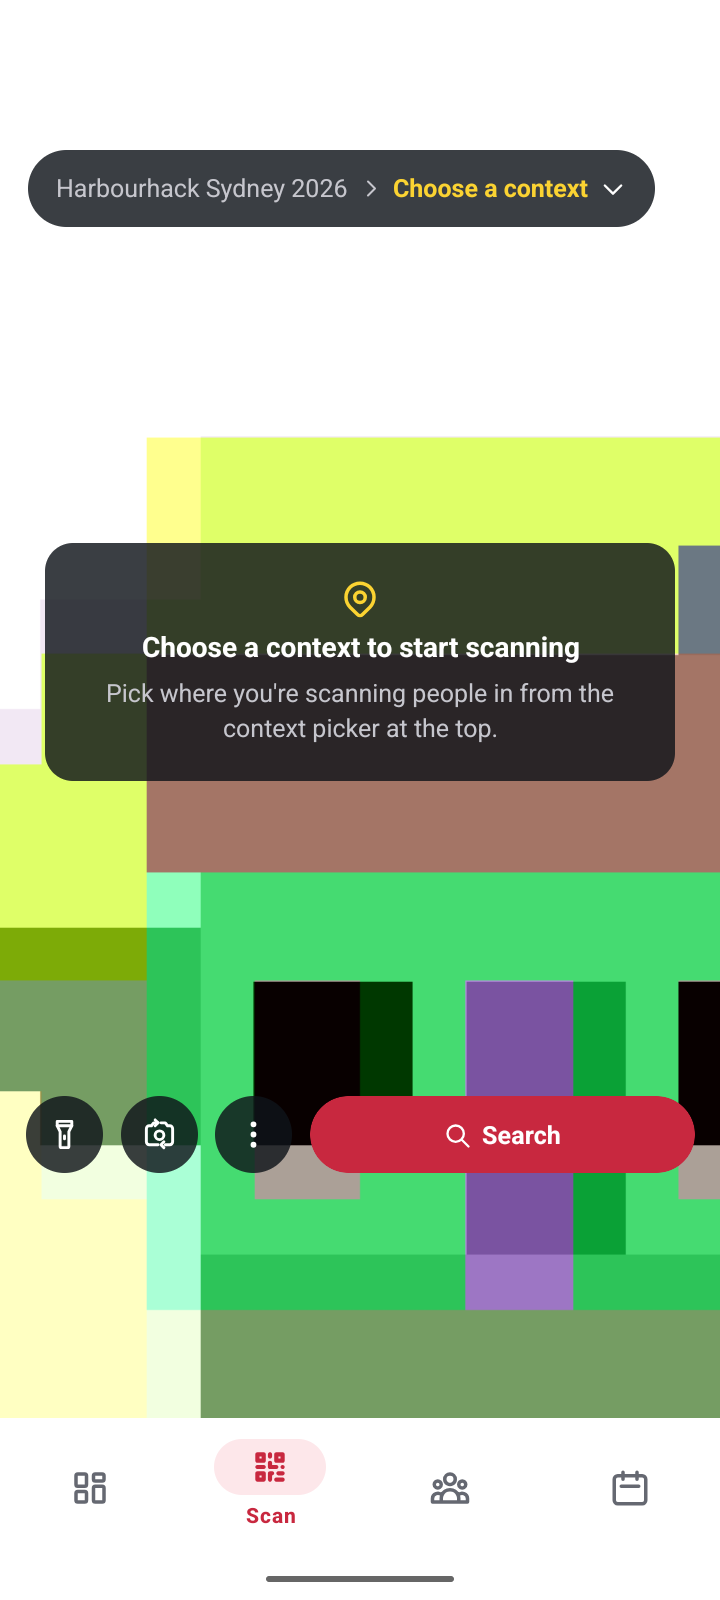 Harbourhack Sydney 2026 > Choose a context
Choose a context to start scanning
Pick where you're scanning people in from the
context picker at the top.
Search
Scan